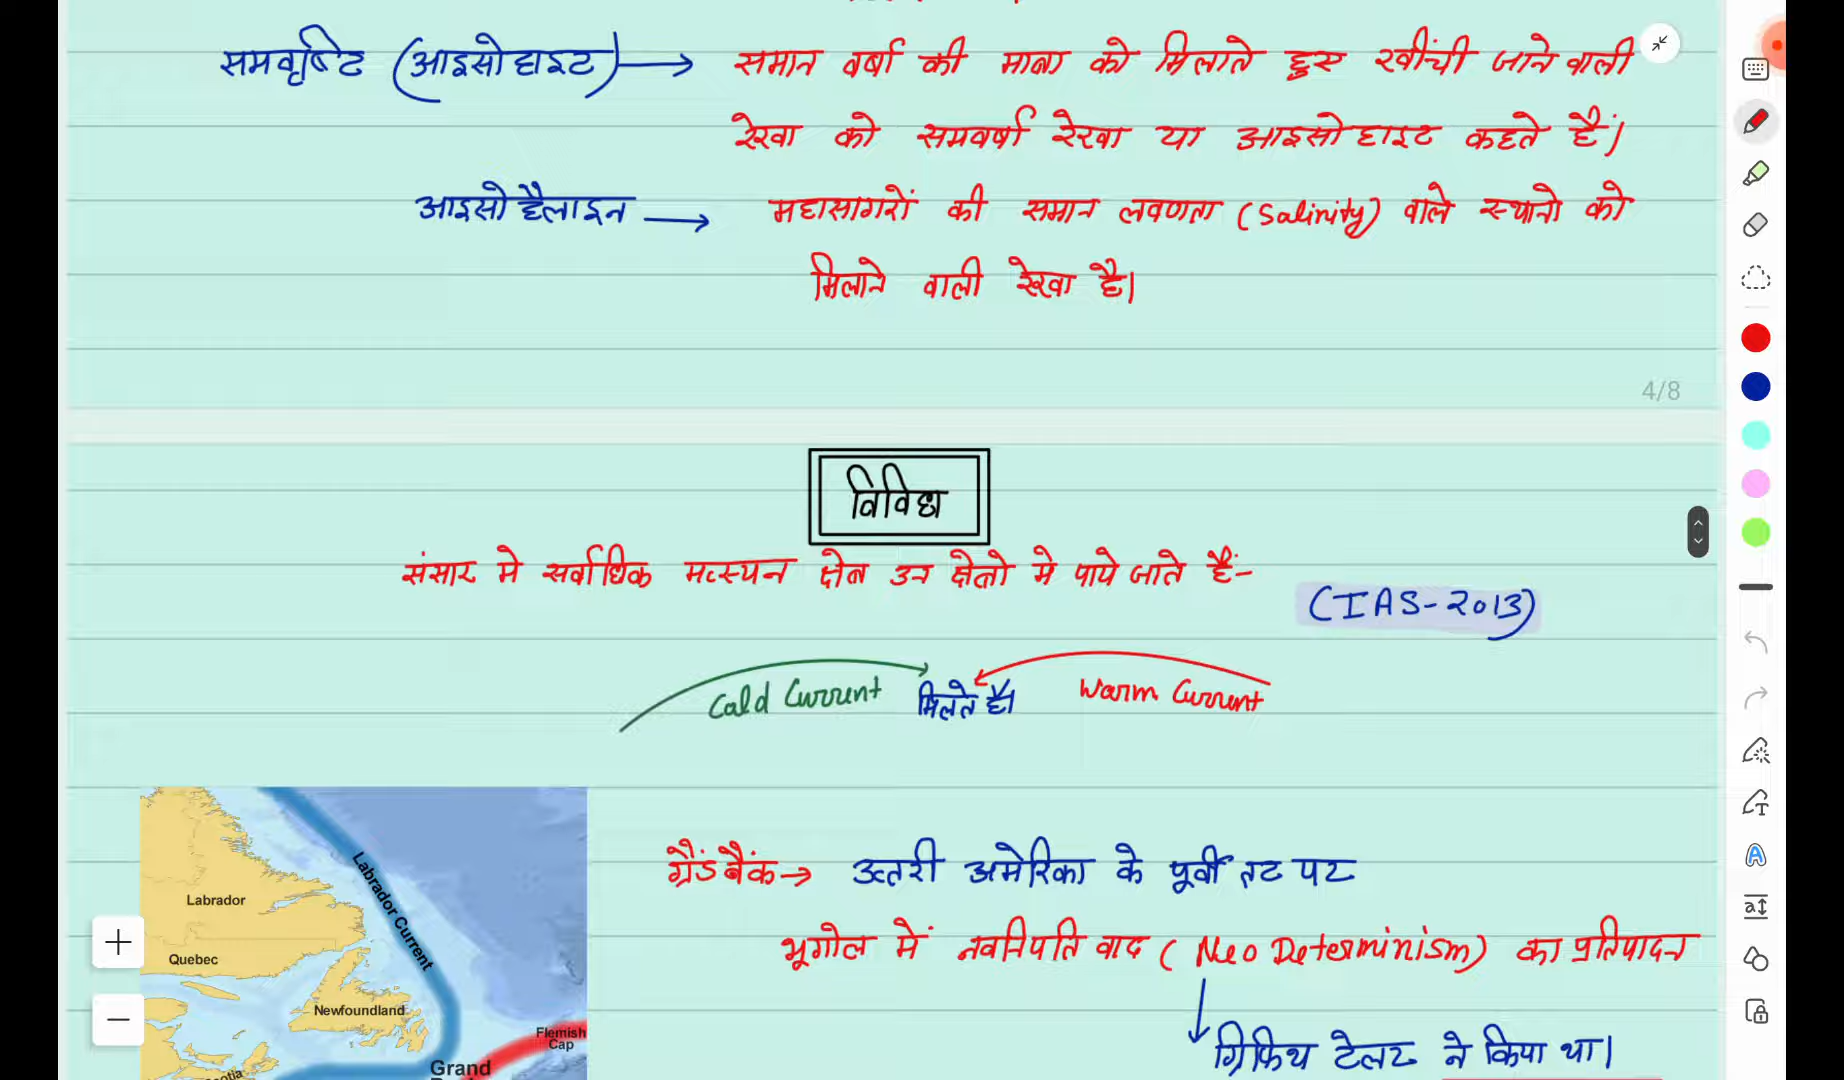 समवृष्टि (आइसोहाइट) → समान वर्षा की मात्रा को मिलाते हुए खींची जाने वाली
रेखा को समवर्षा रेखा या आइसोहाइट कहते हैं।
आइसोहैलाइन → महासागरों की समान लवणता (Salinity) वाले स्थानो को
मिलाने वाली रेखा है।
4/8
विविध
संसार मे सर्वाधिक मत्स्यन क्षेत्र उन क्षेत्रो मे पाये जाते हैं-
(IAS-2013)
Cold Current मिलते है। Warm Current
Labrador Current
Labrador
Quebec
Newfoundland
Flemish
Cap
Grand
ग्रैंडबैंक → उत्तरी अमेरिका के पूर्वी तट पर
भूगोल में नवनियति वाद (Neo Determinism) का प्रतिपादन
ग्रिफिथ टेलर ने किया था।